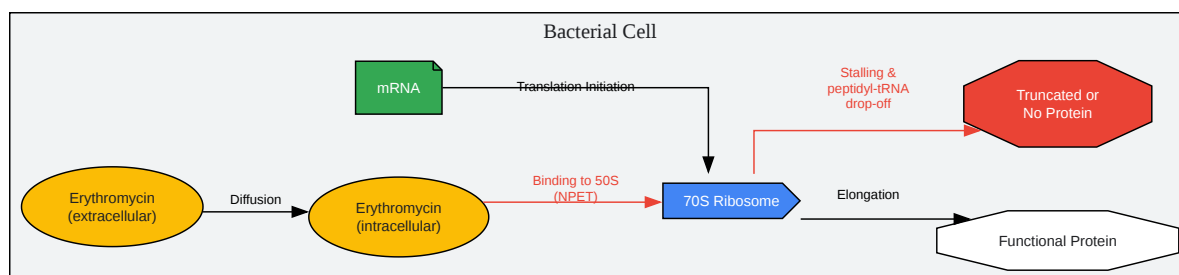 Bacterial Cell
mRNA
Translation Initiation
Stalling &
peptidyl-tRNA
drop-off
Truncated or
No Protein
Erythromycin
(extracellular)
Diffusion
Erythromycin
(intracellular)
Binding to 50S
(NPET)
70S Ribosome
Elongation
Functional Protein